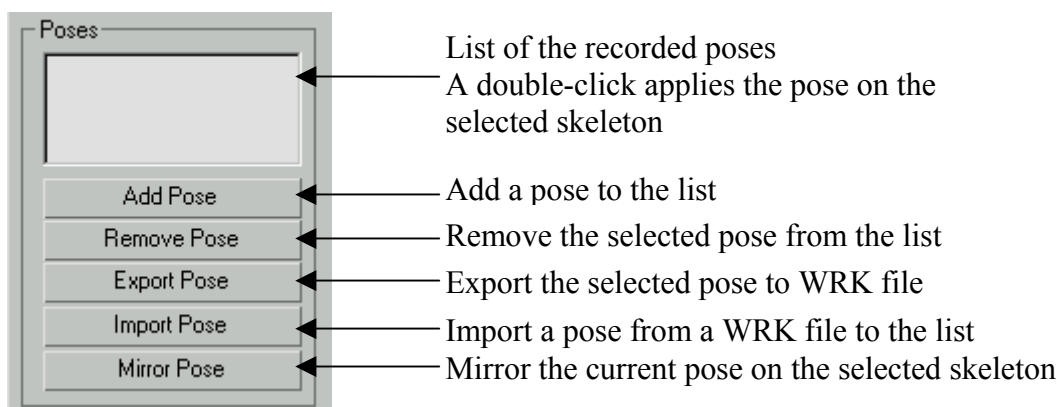 Poses
List of the recorded poses
A double-click applies the pose on the
selected skeleton
Add Pose
Add a pose to the list
Remove Pose
Remove the selected pose from the list
Export Pose
Export the selected pose to WRK file
Import Pose
Import a pose from a WRK file to the list
Mirror Pose
Mirror the current pose on the selected skeleton